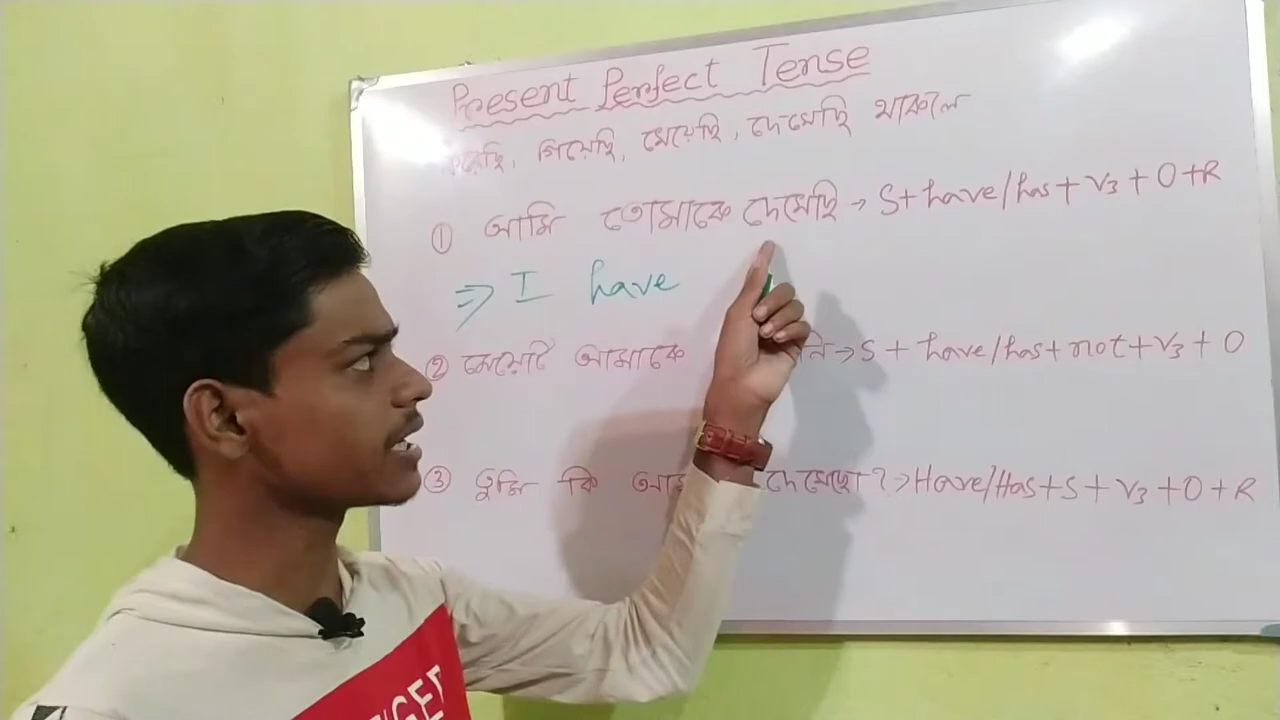 Present Perfect Tense
করেছি, গিয়েছি, খেয়েছি, দেখেছি থাকলে
① আমি তোমাকে দেখেছি → S + have/has + V3 + O + R
⇒ I have
② মেয়েটি আমাকে নি → S + have/has + not + V3 + O
③ তুমি কি দেখেছো? → Have/Has + S + V3 + O + R